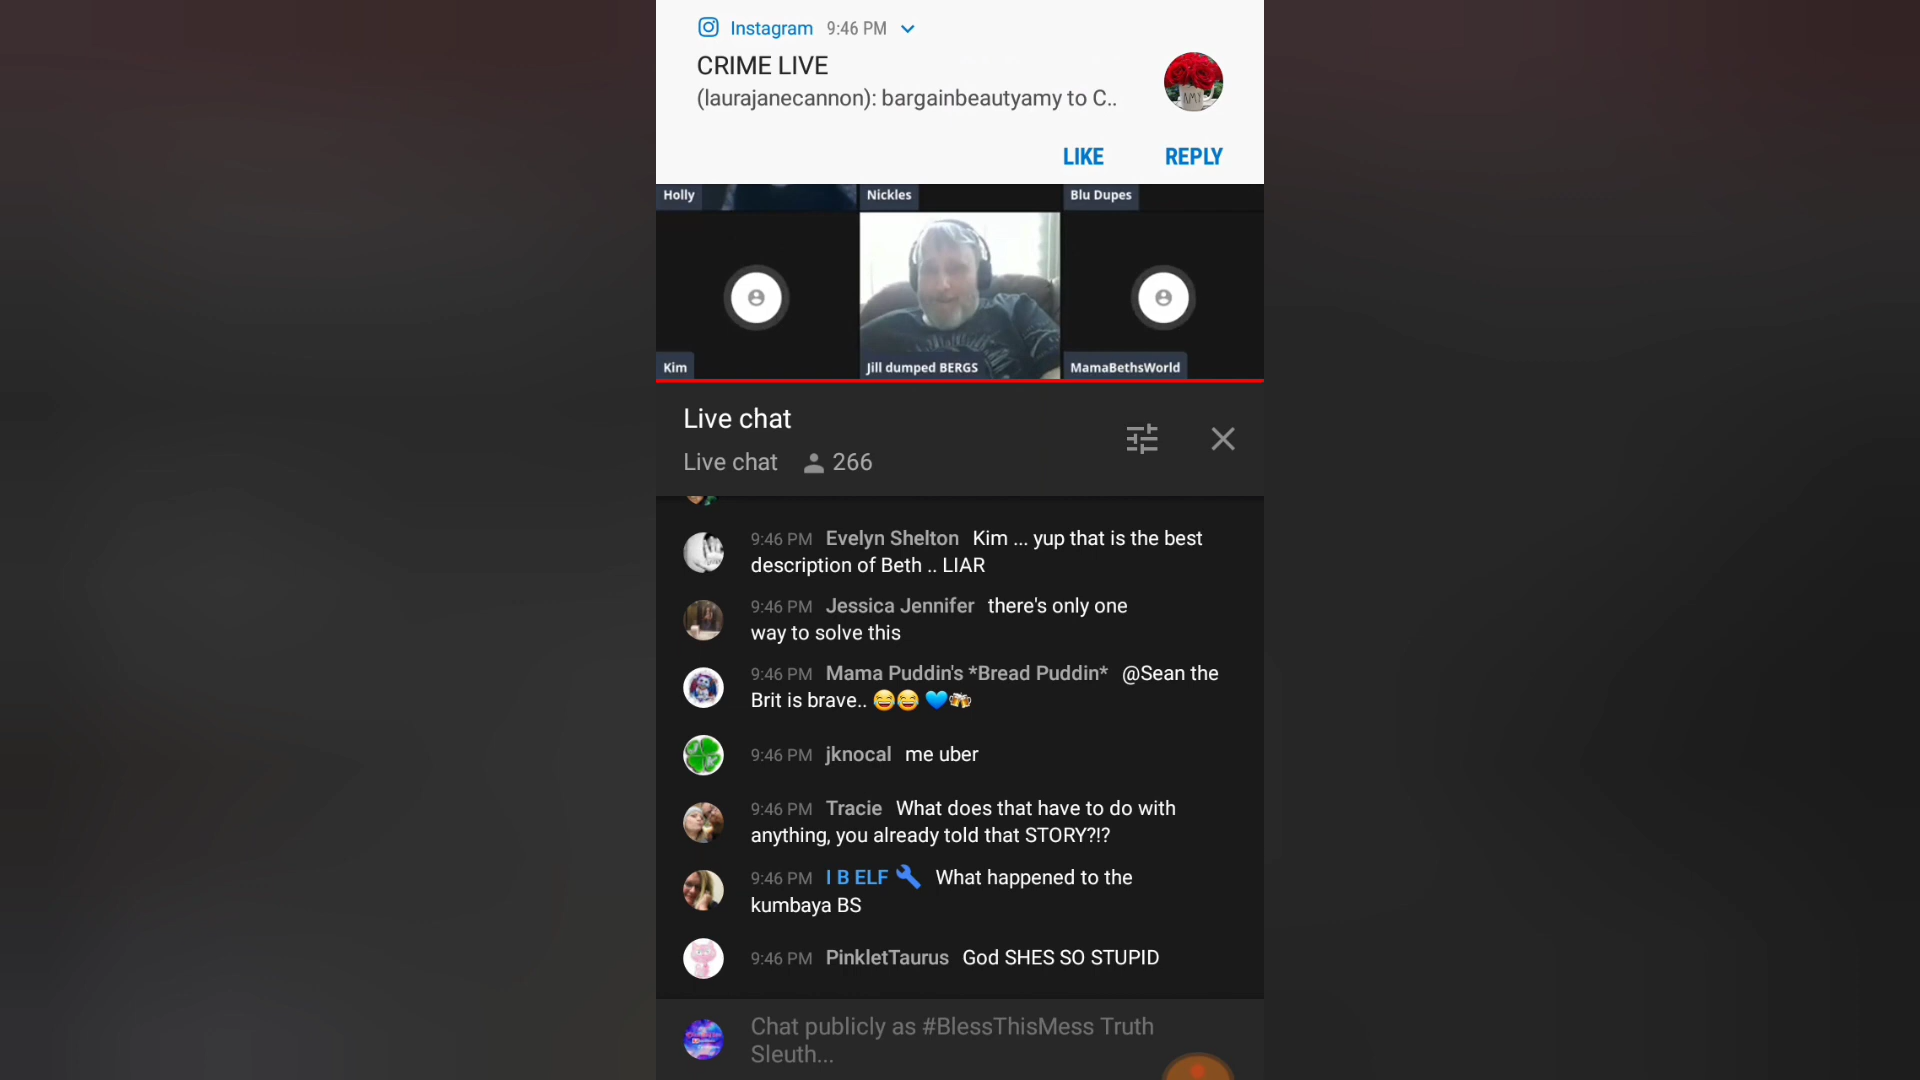 Instagram 9:46 PM
CRIME LIVE
(laurajanecannon): bargainbeautyamy to C..
AMY
LIKE REPLY
Holly Nickles Blu Dupes
Kim Jill dumped BERGS MamaBethsWorld
Live chat
Live chat 266
9:46 PM Evelyn Shelton Kim ... yup that is the best
description of Beth .. LIAR
9:46 PM Jessica Jennifer there's only one
way to solve this
9:46 PM Mama Puddin's *Bread Puddin* @Sean the
Brit is brave.. 😂😂 💙🍻
9:46 PM jknocal me uber
9:46 PM Tracie What does that have to do with
anything, you already told that STORY?!?
9:46 PM I B ELF What happened to the
kumbaya BS
9:46 PM PinkletTaurus God SHES SO STUPID
Chat publicly as #BlessThisMess Truth
Sleuth...